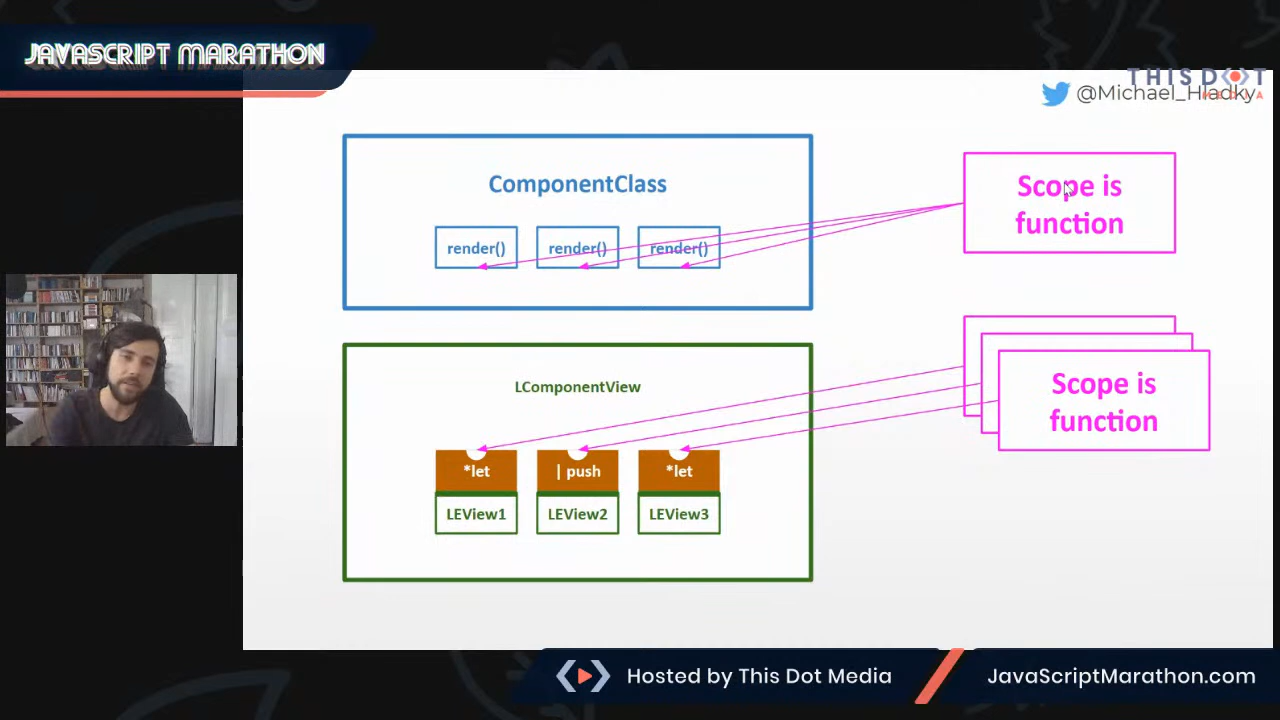 JAVASCRIPT MARATHON
THIS DOT
MEDIA
@Michael_Hladky
ComponentClass
render() render() render()
Scope is
function
LComponentView
*let | push *let
LEView1 LEView2 LEView3
Scope is
function
Hosted by This Dot Media
JavaScriptMarathon.com